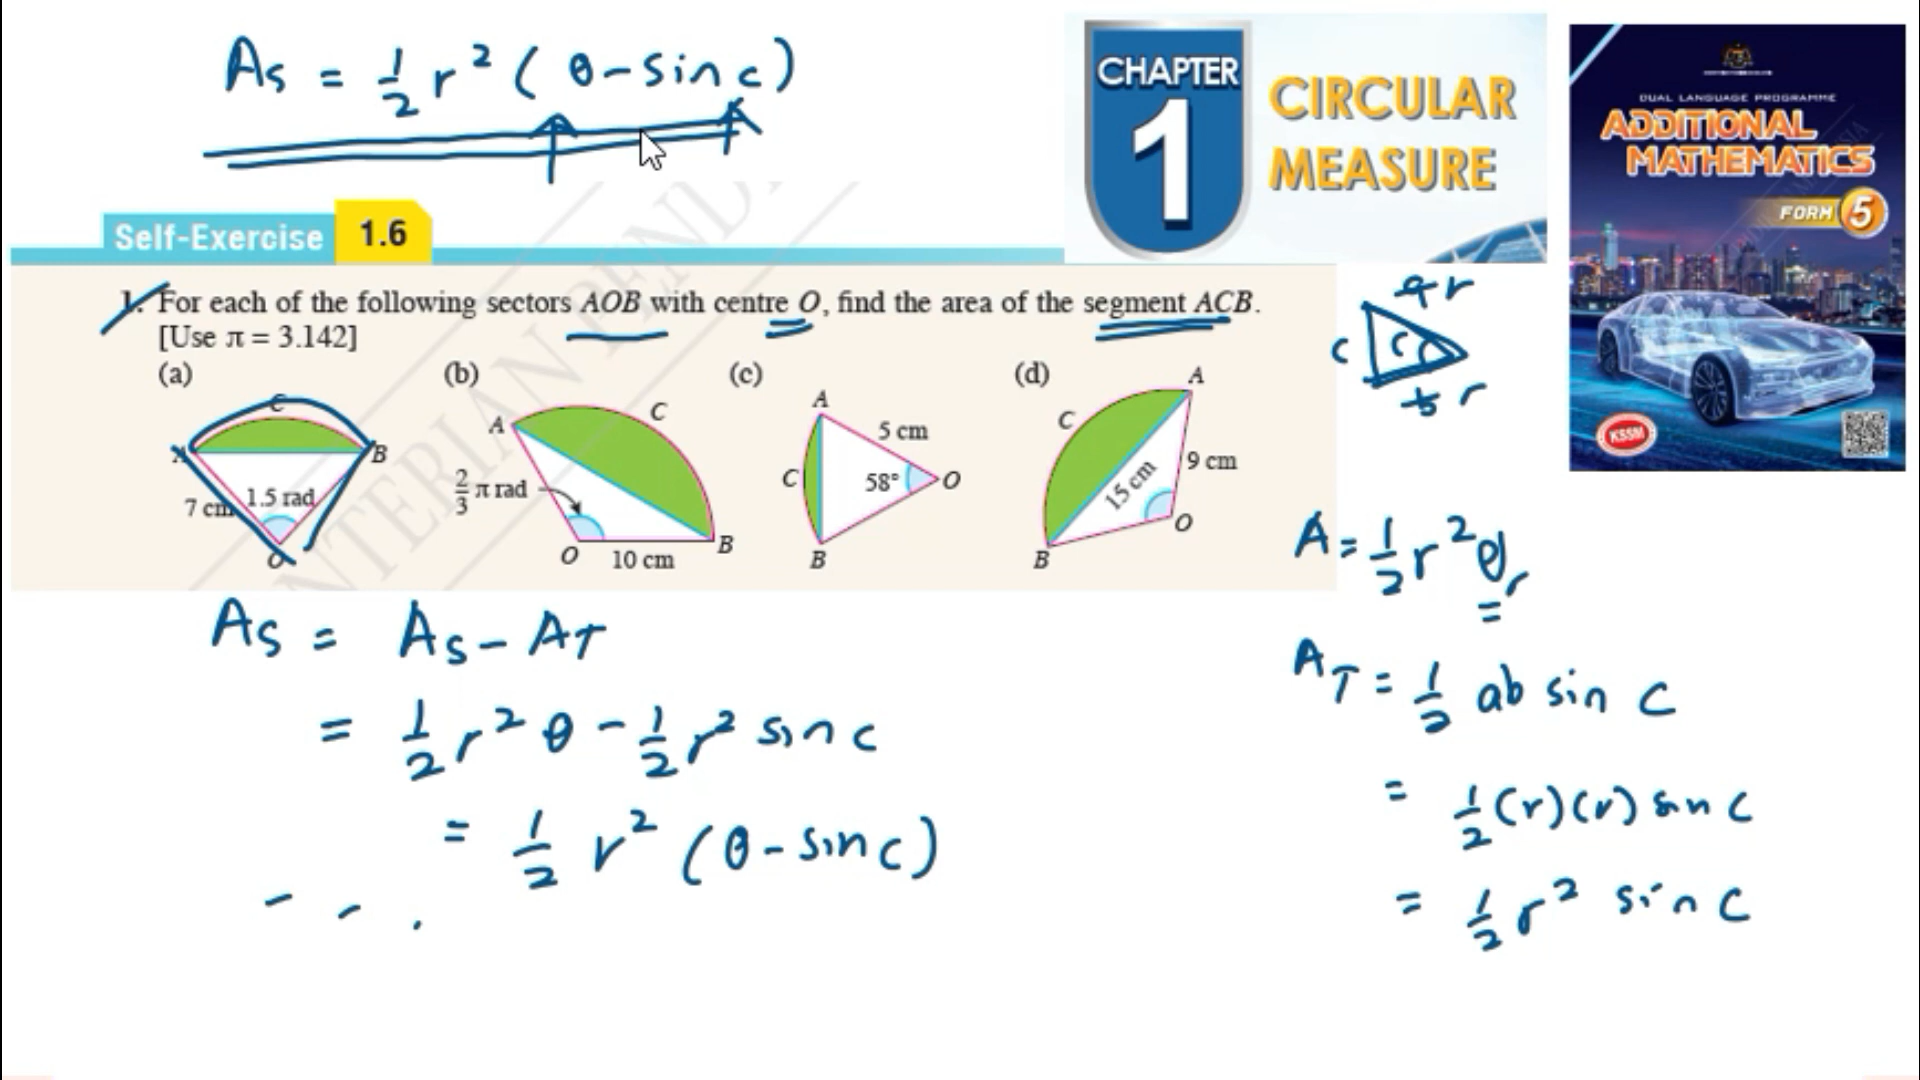 As = 1/2 r² ( θ - sin c )
CHAPTER
1
CIRCULAR
MEASURE
DUAL LANGUAGE PROGRAMME
ADDITIONAL
MATHEMATICS
FORM 5
KSSM
Self-Exercise 1.6
1. For each of the following sectors AOB with centre O, find the area of the segment ACB.
[Use π = 3.142]
(a) (b) (c) (d)
C
A
B
7 cm
1.5 rad
O
A
C
2/3 π rad
O
10 cm
B
A
5 cm
C
58°
O
B
A
C
9 cm
15 cm
O
B
a r
c
c
b r
As = As - AT
= 1/2 r² θ - 1/2 r² sin c
= 1/2 r² ( θ - sin c )
A = 1/2 r² θr
AT = 1/2 ab sin C
= 1/2 (r)(r) sin C
= 1/2 r² sin C